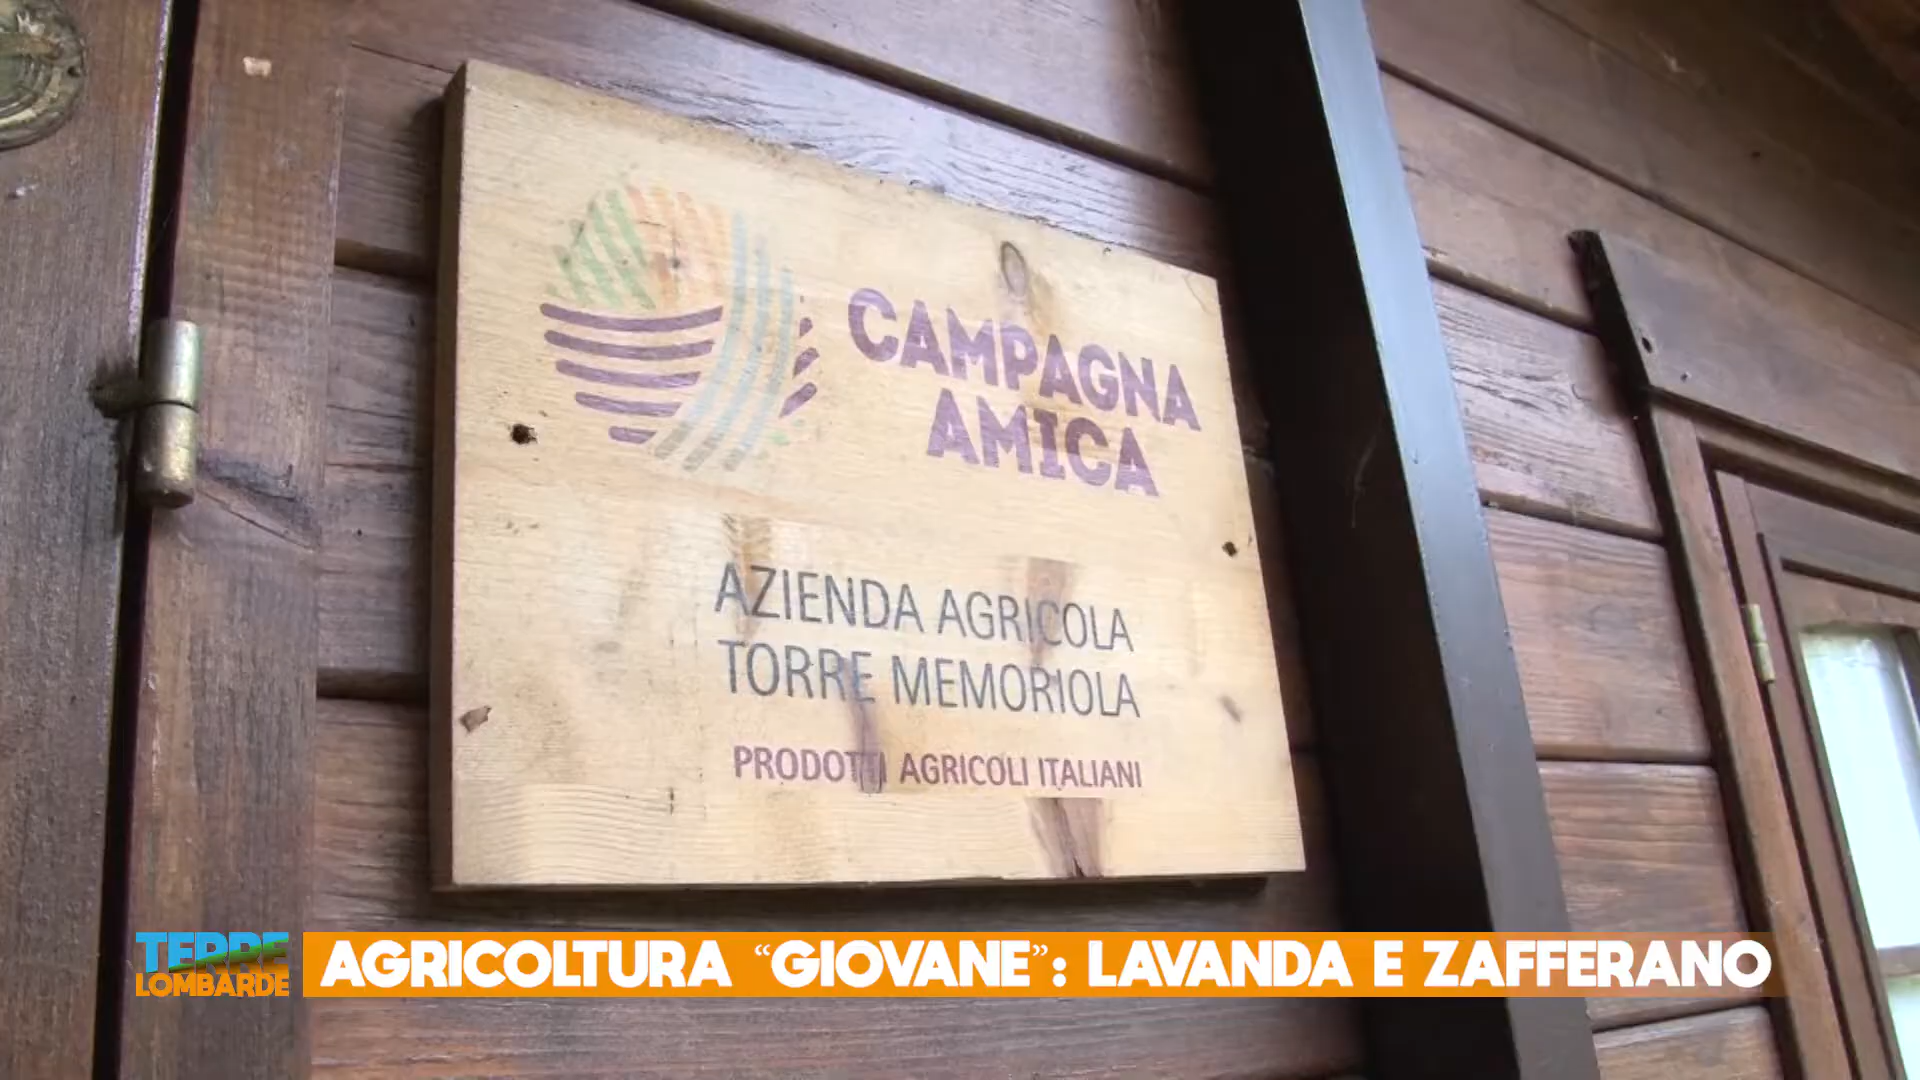 CAMPAGNA
AMICA
AZIENDA AGRICOLA
TORRE MEMORIOLA
PRODOTTI AGRICOLI ITALIANI
TERRE
LOMBARDE
AGRICOLTURA “GIOVANE”: LAVANDA E ZAFFERANO